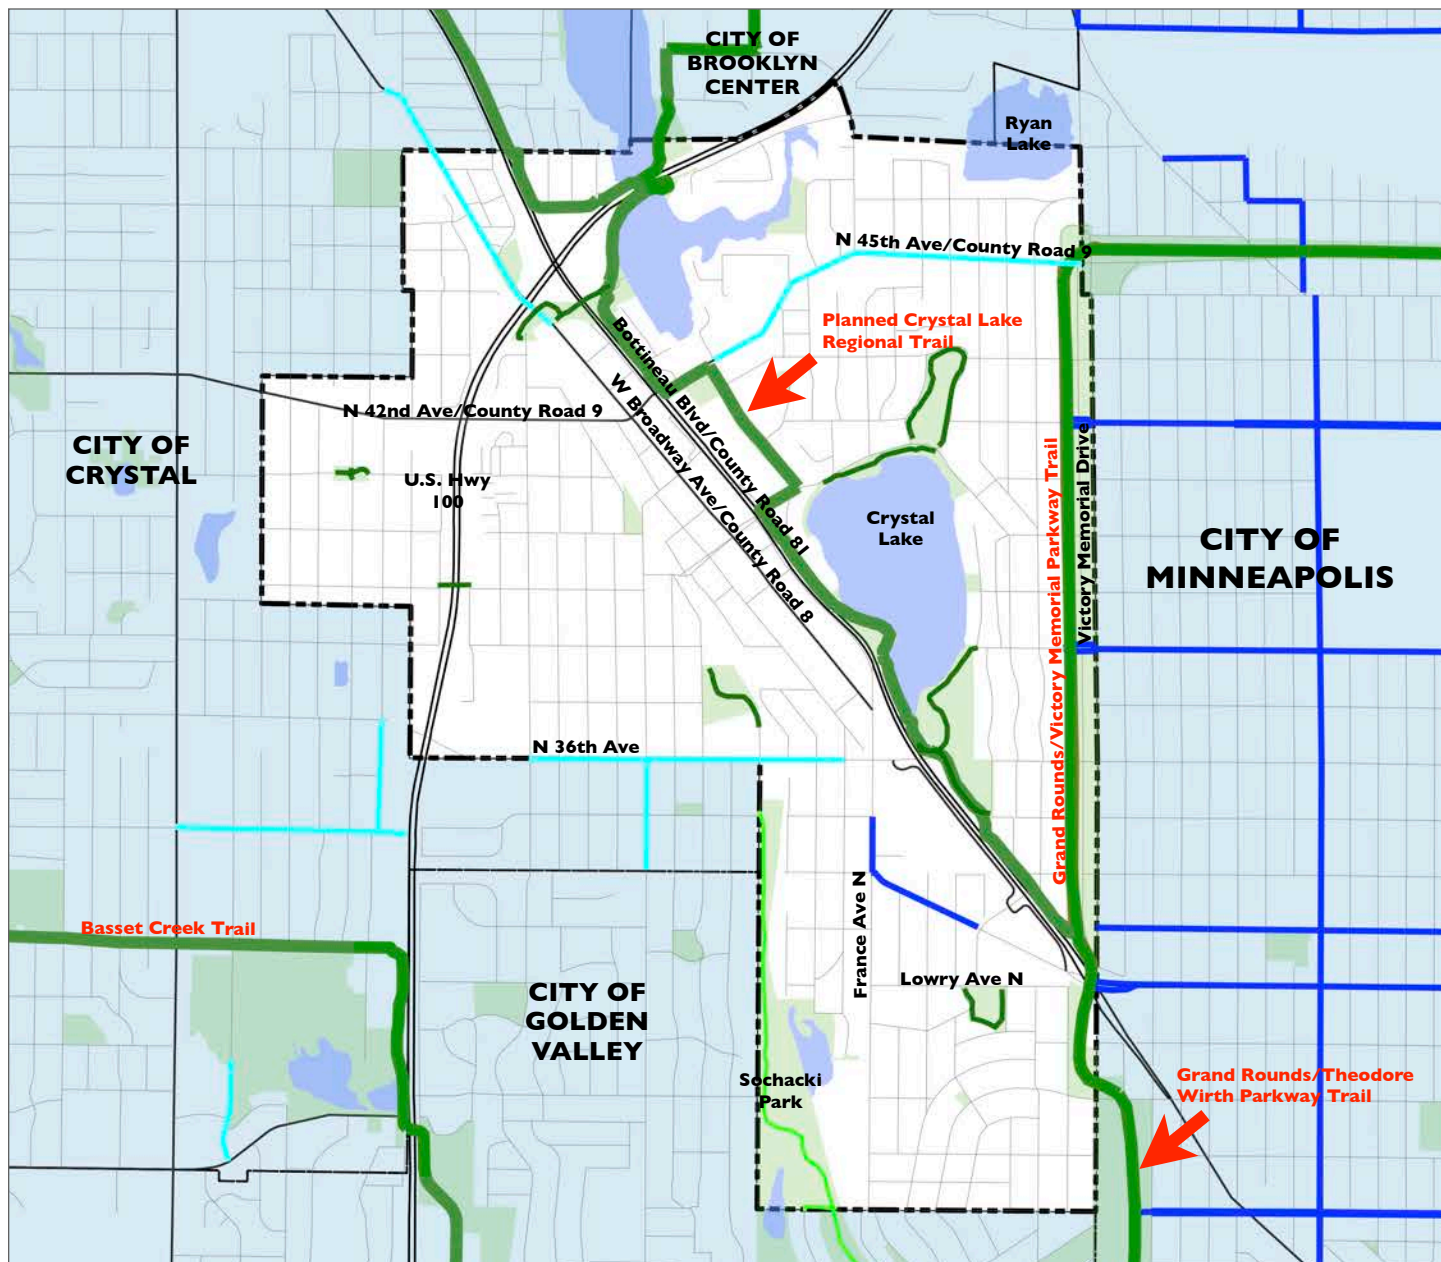 CITY OF
BROOKLYN
CENTER
Ryan
Lake
N 45th Ave/County Road 9
Planned Crystal Lake
Regional Trail
Bottineau Blvd/County Road 81
W Broadway Ave/County Road 8
N 42nd Ave/County Road 9
CITY OF
CRYSTAL
U.S. Hwy
100
Crystal
Lake
Grand Rounds/Victory Memorial Parkway Trail
Victory Memorial Drive
CITY OF
MINNEAPOLIS
N 36th Ave
France Ave N
Basset Creek Trail
Lowry Ave N
CITY OF
GOLDEN
VALLEY
Sochacki
Park
Grand Rounds/Theodore
Wirth Parkway Trail